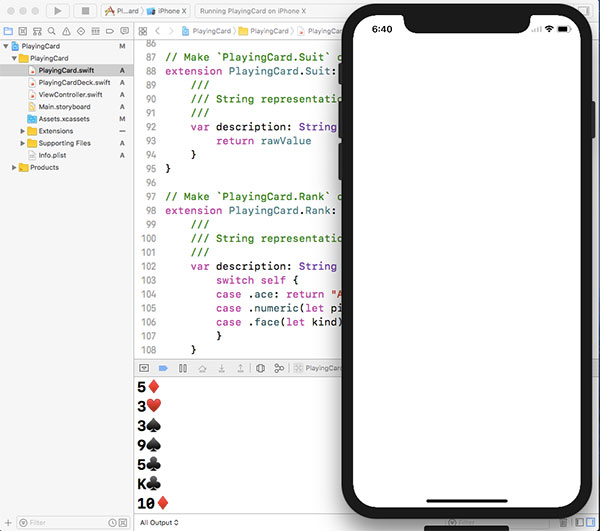 Pl...ard
iPhone X
Running PlayingCard on iPhone X
PlayingCard
PlayingCard
PlayingCard.swift A
PlayingCardDeck.swift A
ViewController.swift A
Main.storyboard A
Assets.xcassets A
Extensions
Supporting Files A
Info.plist A
Products
Filter
PlayingCard
PlayingCard
86
87 // Make `PlayingCard.Suit`
88 extension PlayingCard.Suit:
89 ///
90 /// String
91 ///
92 var description: String
93 return rawValue
94 }
95 }
96
97 // Make `PlayingCard.Rank`
98 extension PlayingCard.Rank:
99 ///
100 /// String
101 ///
102 var description: String
103 switch self {
104 case .ace: return "A
105 case .numeric(let
106 case .face(let kind)
107 }
108 }
5♦️
3♥️
3♠️
9♠️
5♣️
K♣️
10♦️
All Output
Filter
6:40